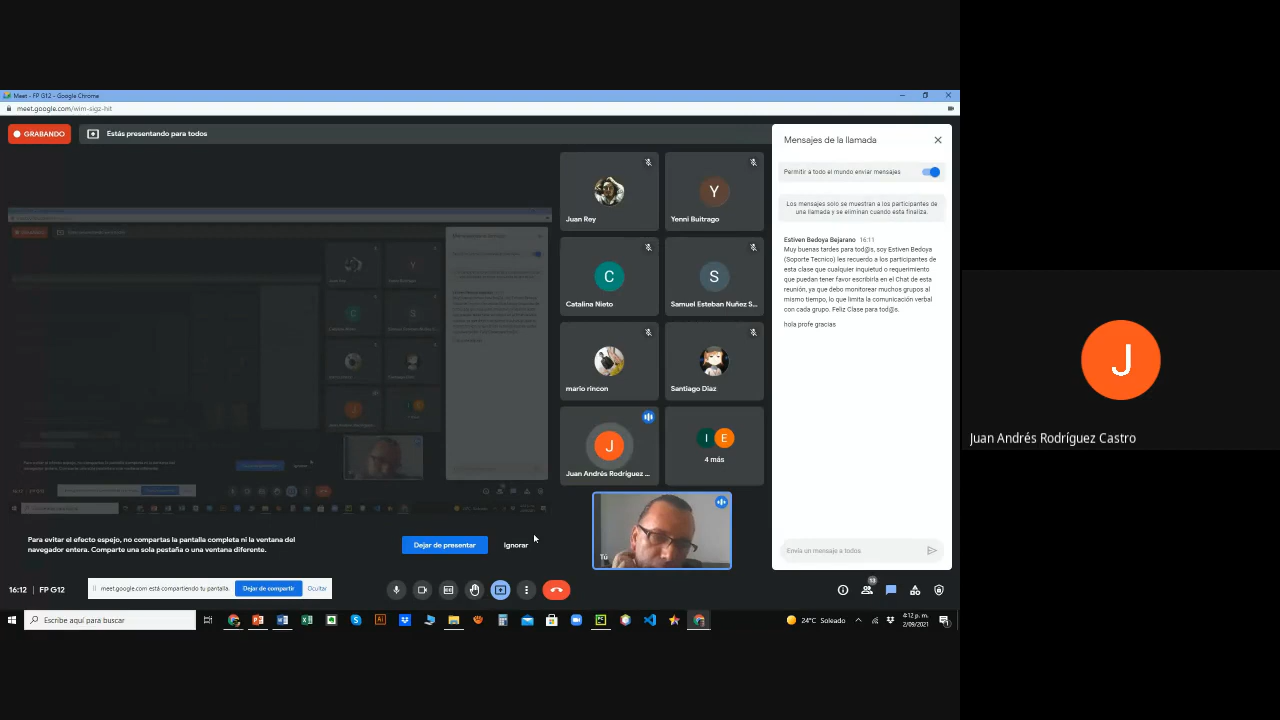 Meet - FP G12 - Google Chrome
meet.google.com/wim-sigz-hit
GRABANDO
Estás presentando para todos
Juan Rey
Y
Yenni Buitrago
C
Catalina Nieto
S
Samuel Esteban Nuñez S...
mario rincon
Santiago Diaz
J
Juan Andrés Rodríguez ...
I
E
4 más
Tú
Para evitar el efecto espejo, no compartas la pantalla completa ni la ventana del
navegador entera. Comparte una sola pestaña o una ventana diferente.
Dejar de presentar
Ignorar
Mensajes de la llamada
Permitir a todo el mundo enviar mensajes
Los mensajes solo se muestran a los participantes de
una llamada y se eliminan cuando esta finaliza.
Estiven Bedoya Bejarano 16:11
Muy buenas tardes para tod@s, soy Estiven Bedoya
(Soporte Tecnico) les recuerdo a los participantes de
esta clase que cualquier inquietud o requerimiento
que puedan tener favor escribirla en el Chat de esta
reunión, ya que debo monitorear muchos grupos al
mismo tiempo, lo que limita la comunicación verbal
con cada grupo. Feliz Clase para tod@s.
hola profe gracias
Envía un mensaje a todos
16:12 | FP G12
meet.google.com está compartiendo tu pantalla.
Dejar de compartir
Ocultar
13
Escribe aquí para buscar
24°C Soleado
4:12 p. m.
2/09/2021
J
Juan Andrés Rodríguez Castro